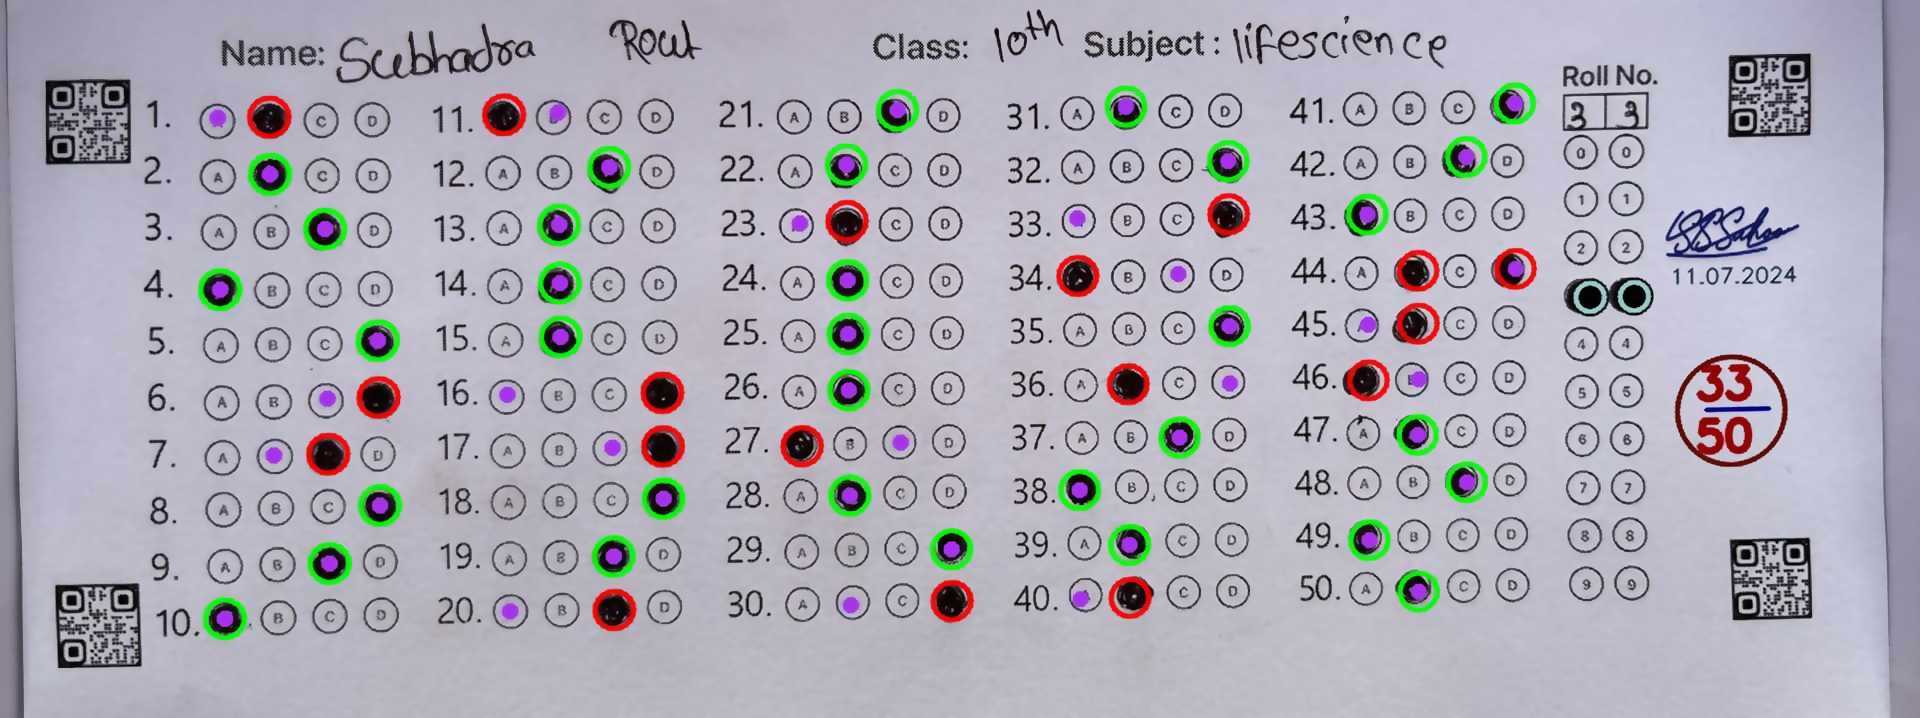 Name: Scebhadra Rout Class: 10th Subject: lifescience
Roll No.
3 3
1. A C D 11. B C D 21. A B D 31. A C D 41. A B C
0 0
2. A C D 12. A B D 22. A C D 32. A B C 42. A B D
1 1
3. A B D 13. A C D 23. C D 33. B C 43. B C D
2 2
4. B C D 14. A C D 24. A C D 34. B D 44. A C
11.07.2024
5. A B C 15. A C D 25. A C D 35. A B C 45. C D
4 4
6. A B 16. B C 26. A C D 36. A C 46. C D
5 5
33
50
7. A D 17. A B 27. B D 37. A B D 47. A C D
6 6
8. A B C 18. A B C 28. A C D 38. B C D 48. A B D
7 7
9. A B D 19. A B D 29. A B C 39. A C D 49. B C D
8 8
10. B C D 20. B D 30. A C 40. C D 50. A C D
9 9